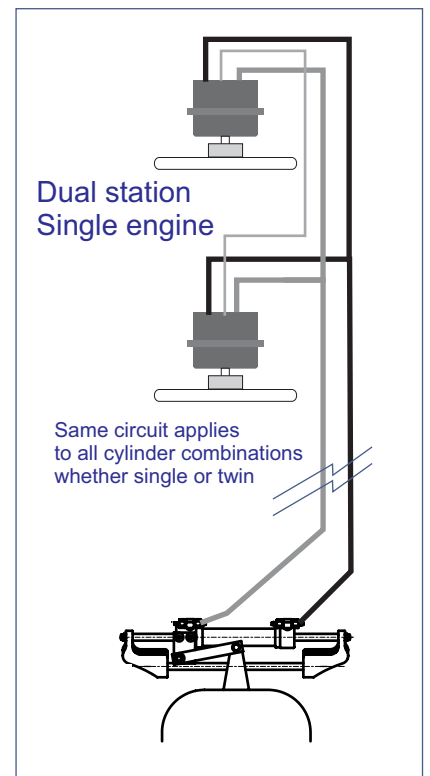 Dual station
Single engine
Same circuit applies
to all cylinder combinations
whether single or twin